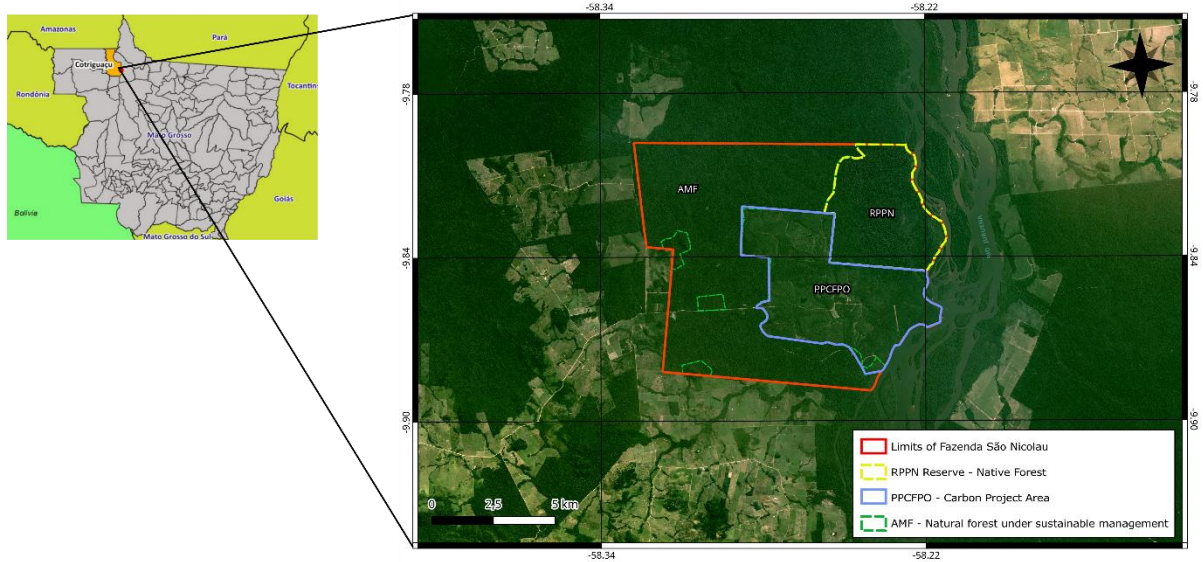 Amazonas
Pará
Cotriguaçu
Rondônia
Tocantins
Mato Grosso
Bolivia
Goiás
Mato Grosso do Sul
-58.34
-58.22
-9.78
-9.78
AMF
RPPN
-9.84
-9.84
PPCFPO
-9.90
-9.90
Limits of Fazenda São Nicolau
RPPN Reserve - Native Forest
PPCFPO - Carbon Project Area
AMF - Natural forest under sustainable management
0
2,5
5 km
-58.34
-58.22